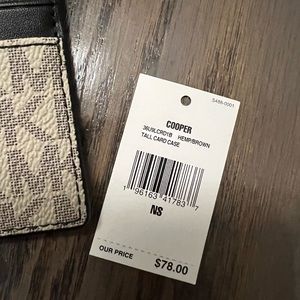 5488-0001
COOPER
36U9LCRD1B HEMP/BROWN
TALL CARD CASE
1 96163 41783 7
NS
OUR PRICE
$78.00